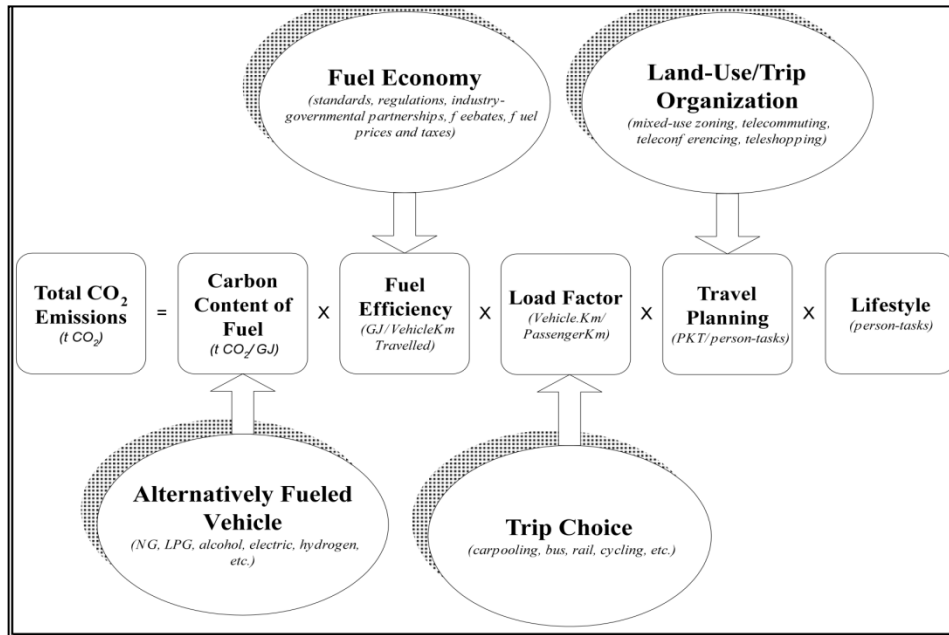 Fuel Economy
(standards, regulations, industry-
governmental partnerships, f eebates, f uel
prices and taxes)
Land-Use/Trip
Organization
(mixed-use zoning, telecommuting,
teleconf erencing, teleshopping)
Total CO2
Emissions
(t CO2)
=
Carbon
Content of
Fuel
(t CO2/GJ)
X
Fuel
Efficiency
(GJ/VehicleKm
Travelled)
X
Load Factor
(Vehicle.Km/
PassengerKm)
X
Travel
Planning
(PKT/person-tasks)
X
Lifestyle
(person-tasks)
Alternatively Fueled
Vehicle
(NG, LPG, alcohol, electric, hydrogen,
etc.)
Trip Choice
(carpooling, bus, rail, cycling, etc.)